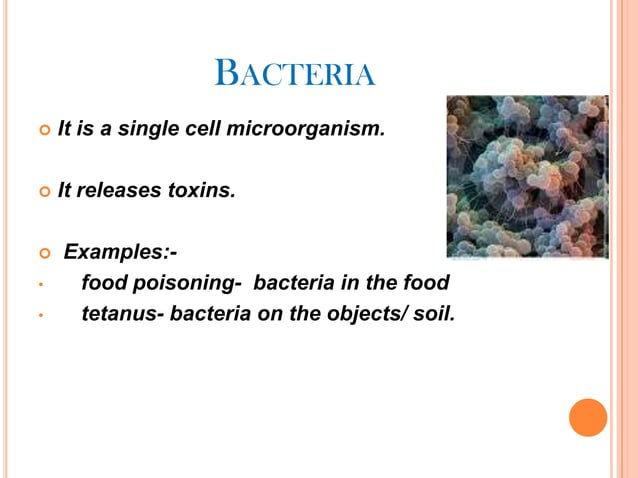 BACTERIA
It is a single cell microorganism.
It releases toxins.
Examples:-
food poisoning- bacteria in the food
tetanus- bacteria on the objects/ soil.